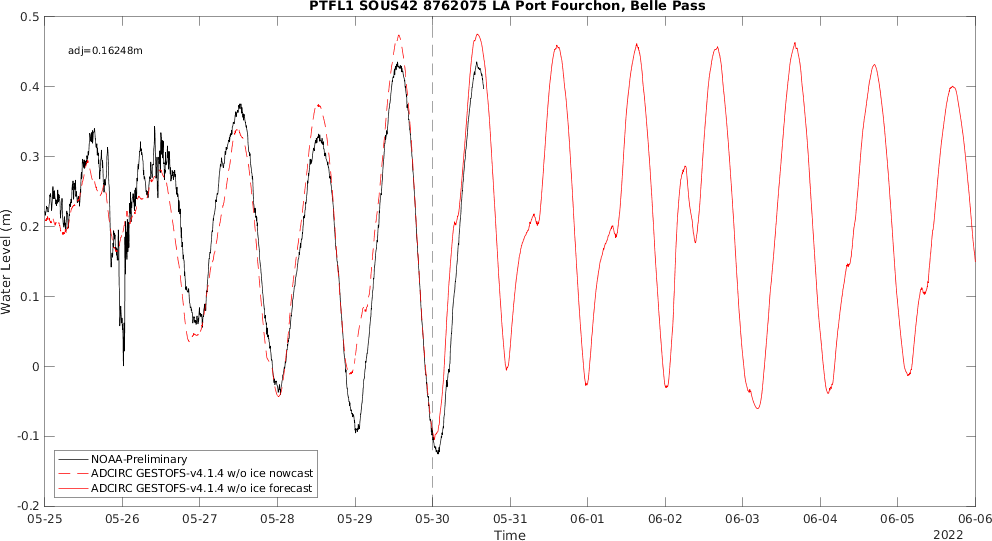 PTFL1 SOUS42 8762075 LA Port Fourchon, Belle Pass
adj=0.16248m
0.5
0.4
0.3
0.2
0.1
0
-0.1
-0.2
Water Level (m)
NOAA-Preliminary
ADCIRC GESTOFS-v4.1.4 w/o ice nowcast
ADCIRC GESTOFS-v4.1.4 w/o ice forecast
05-25 05-26 05-27 05-28 05-29 05-30 05-31 06-01 06-02 06-03 06-04 06-05 06-06
Time
2022